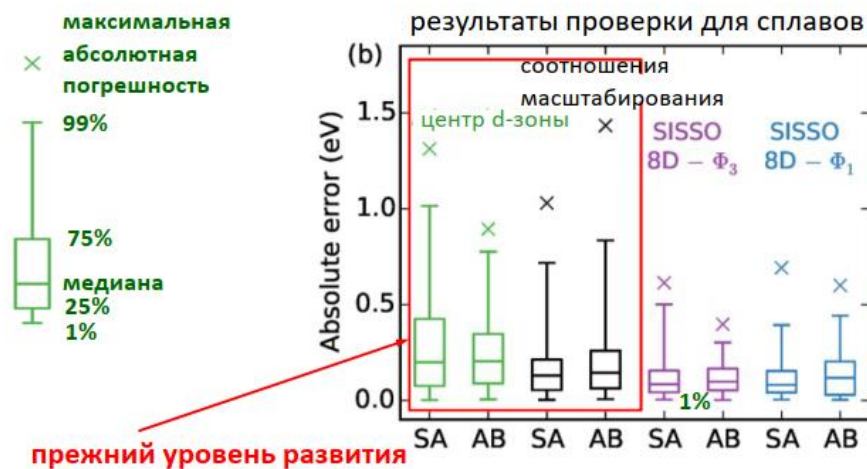 максимальная
абсолютная
погрешность
99%
75%
медиана
25%
1%
результаты проверки для сплавов
(b)
соотношения
масштабирования
центр d-зоны
SISSO
8D − Φ₃
SISSO
8D − Φ₁
Absolute error (eV)
1.5
1.0
0.5
0.0
1%
SA AB SA AB SA AB SA AB
прежний уровень развития